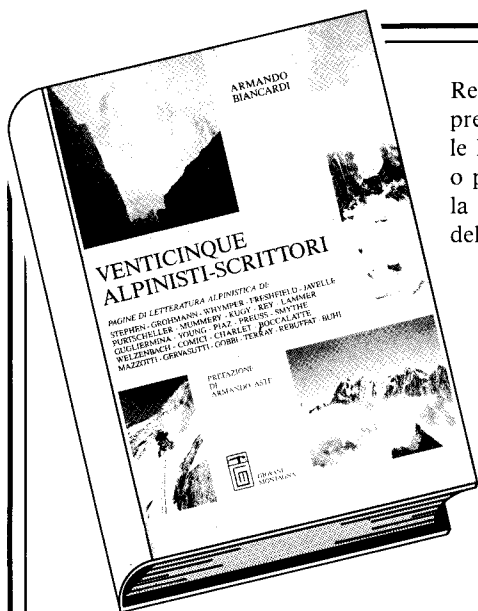 ARMANDO
BIANCARDI
VENTICINQUE
ALPINISTI-SCRITTORI
PAGINE DI LETTERATURA ALPINISTICA DI:
STEPHEN - GROHMANN - WHYMPER - FRESHFIELD - JAVELLE
PURTSCHELLER - MUMMERY - KUGY - REY - LAMMER
GUGLIERMINA - YOUNG - PIAZ - PREUSS - SMYTHE
WELZENBACH - COMICI - CHARLET - BOCCALATTE
MAZZOTTI - GERVASUTTI - GOBBI - TERRAY - REBUFFAT - BUHL
PREFAZIONE
DI
ARMANDO ASTE
GIOVANE
MONTAGNA
Re
pre
le
o p
la
del